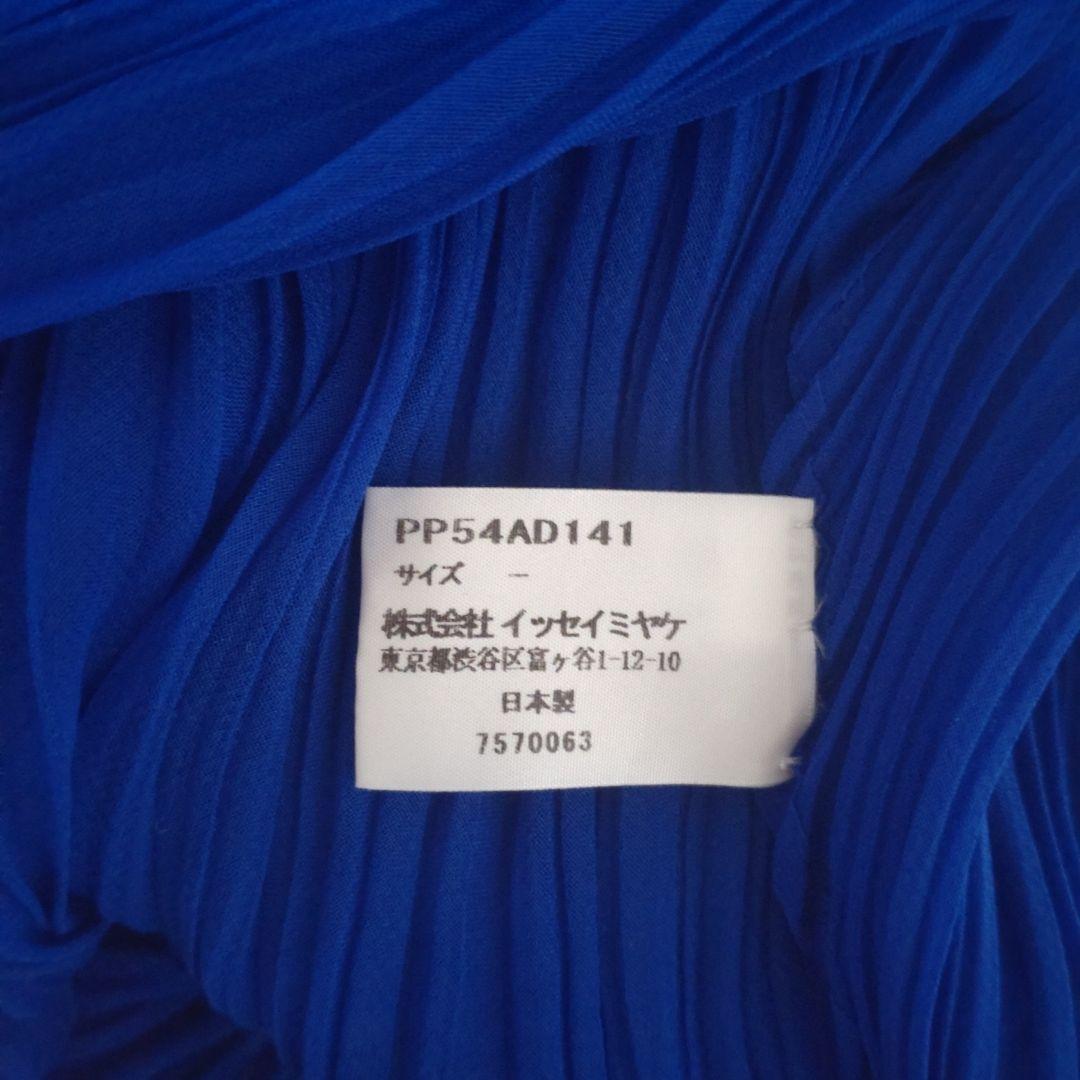 PP54AD141
サイズ －
株式会社 イッセイミヤケ
東京都渋谷区富ヶ谷1-12-10
日本製
7570063